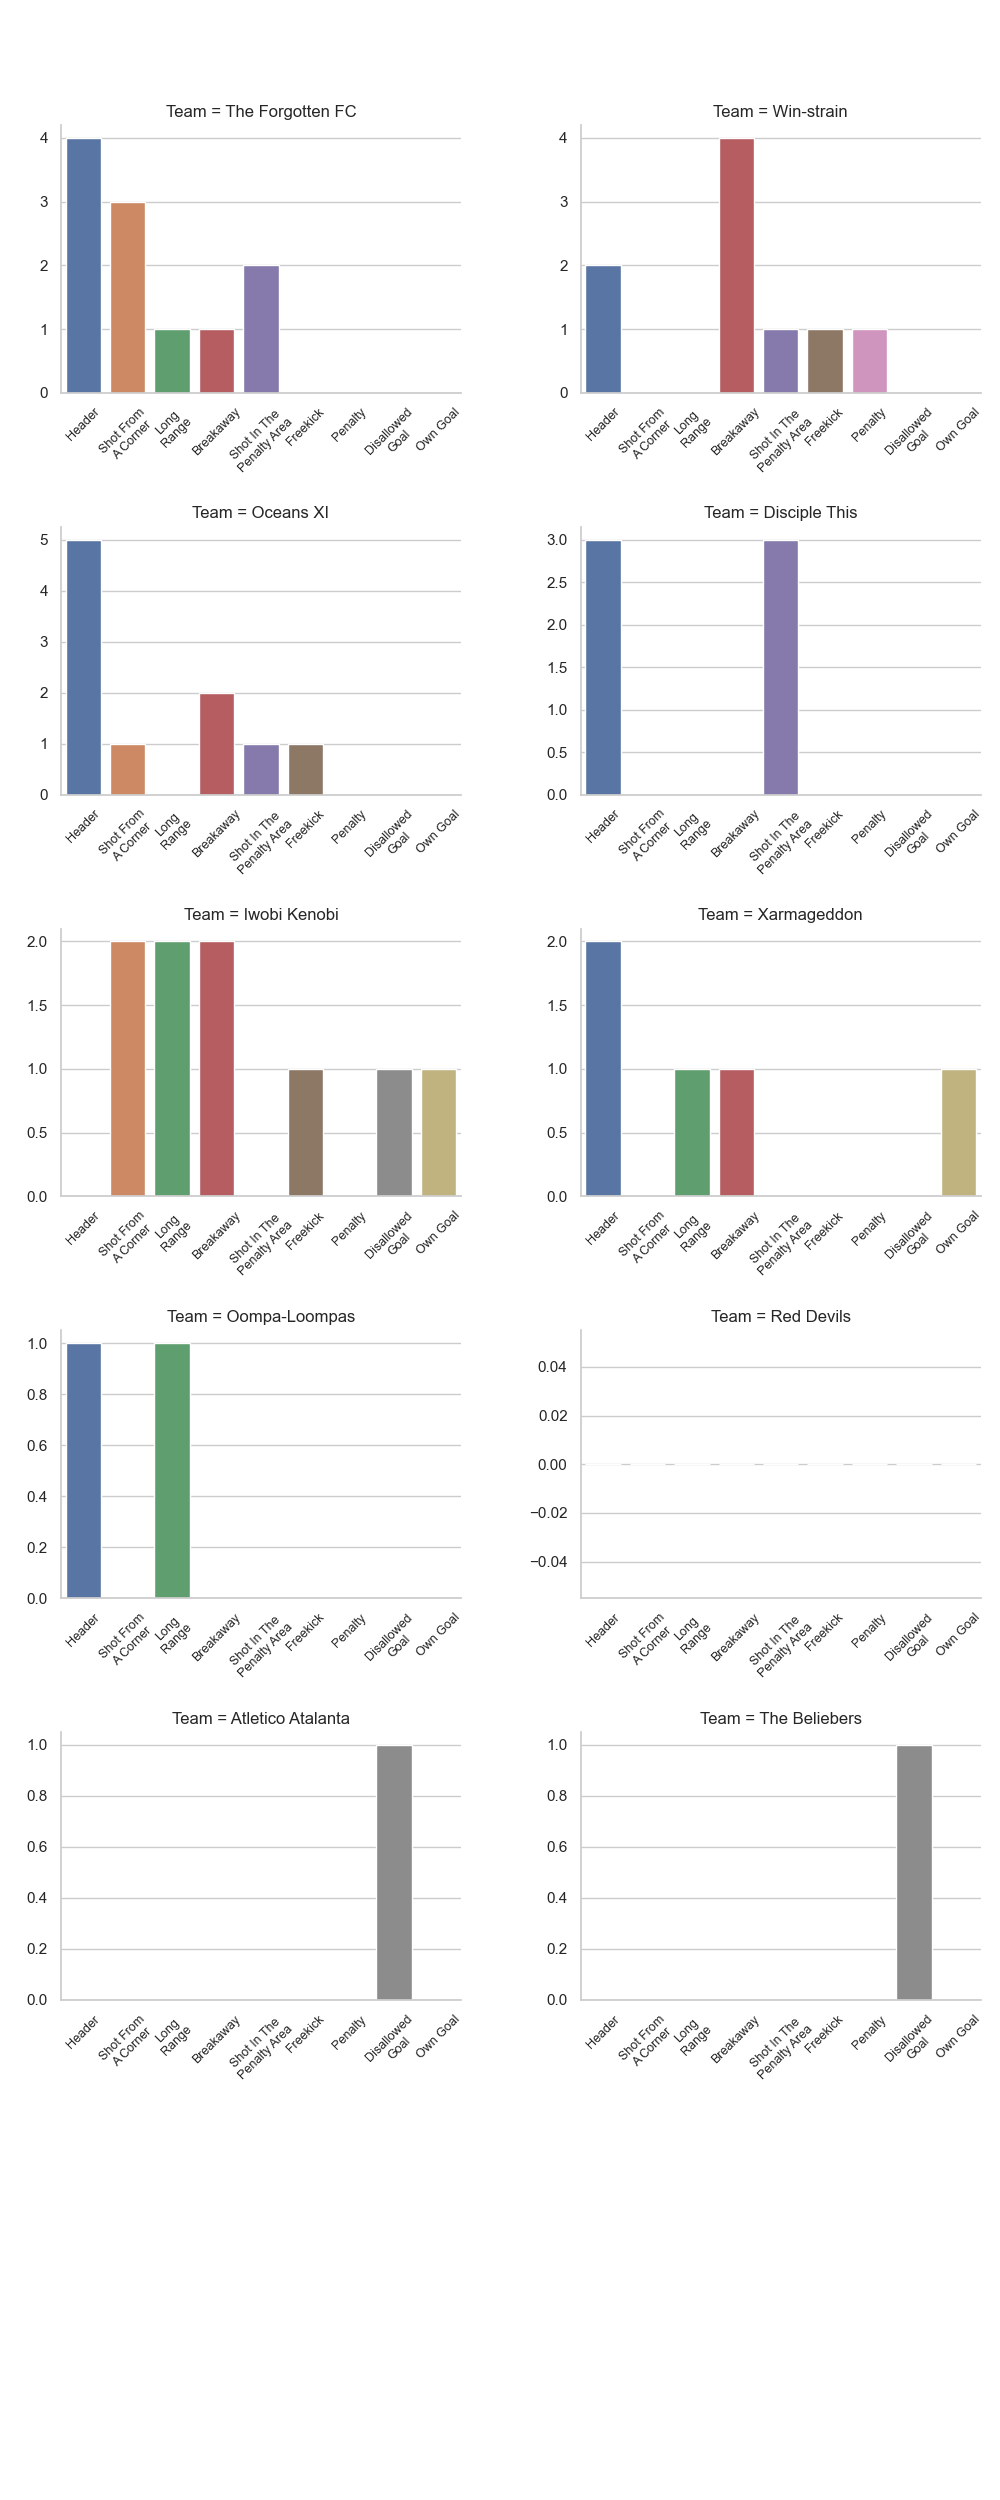 Team = The Forgotten FC
4
3
2
1
0
Header
Shot From
A Corner
Long
Range
Breakaway
Shot In The
Penalty Area
Freekick
Penalty
Disallowed
Goal
Own Goal
Team = Win-strain
4
3
2
1
0
Header
Shot From
A Corner
Long
Range
Breakaway
Shot In The
Penalty Area
Freekick
Penalty
Disallowed
Goal
Own Goal
Team = Oceans XI
5
4
3
2
1
0
Header
Shot From
A Corner
Long
Range
Breakaway
Shot In The
Penalty Area
Freekick
Penalty
Disallowed
Goal
Own Goal
Team = Disciple This
3.0
2.5
2.0
1.5
1.0
0.5
0.0
Header
Shot From
A Corner
Long
Range
Breakaway
Shot In The
Penalty Area
Freekick
Penalty
Disallowed
Goal
Own Goal
Team = Iwobi Kenobi
2.0
1.5
1.0
0.5
0.0
Header
Shot From
A Corner
Long
Range
Breakaway
Shot In The
Penalty Area
Freekick
Penalty
Disallowed
Goal
Own Goal
Team = Xarmageddon
2.0
1.5
1.0
0.5
0.0
Header
Shot From
A Corner
Long
Range
Breakaway
Shot In The
Penalty Area
Freekick
Penalty
Disallowed
Goal
Own Goal
Team = Oompa-Loompas
1.0
0.8
0.6
0.4
0.2
0.0
Header
Shot From
A Corner
Long
Range
Breakaway
Shot In The
Penalty Area
Freekick
Penalty
Disallowed
Goal
Own Goal
Team = Red Devils
0.04
0.02
0.00
−0.02
−0.04
Header
Shot From
A Corner
Long
Range
Breakaway
Shot In The
Penalty Area
Freekick
Penalty
Disallowed
Goal
Own Goal
Team = Atletico Atalanta
1.0
0.8
0.6
0.4
0.2
0.0
Header
Shot From
A Corner
Long
Range
Breakaway
Shot In The
Penalty Area
Freekick
Penalty
Disallowed
Goal
Own Goal
Team = The Beliebers
1.0
0.8
0.6
0.4
0.2
0.0
Header
Shot From
A Corner
Long
Range
Breakaway
Shot In The
Penalty Area
Freekick
Penalty
Disallowed
Goal
Own Goal